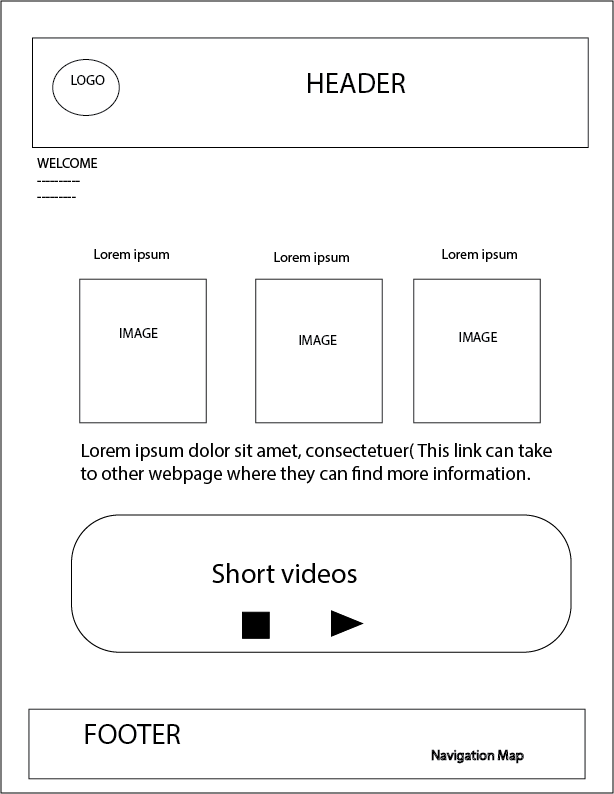 LOGO
HEADER
WELCOME
----------
---------
Lorem ipsum
Lorem ipsum
Lorem ipsum
IMAGE
IMAGE
IMAGE
Lorem ipsum dolor sit amet, consectetuer( This link can take
to other webpage where they can find more information.
Short videos
FOOTER
Navigation Map